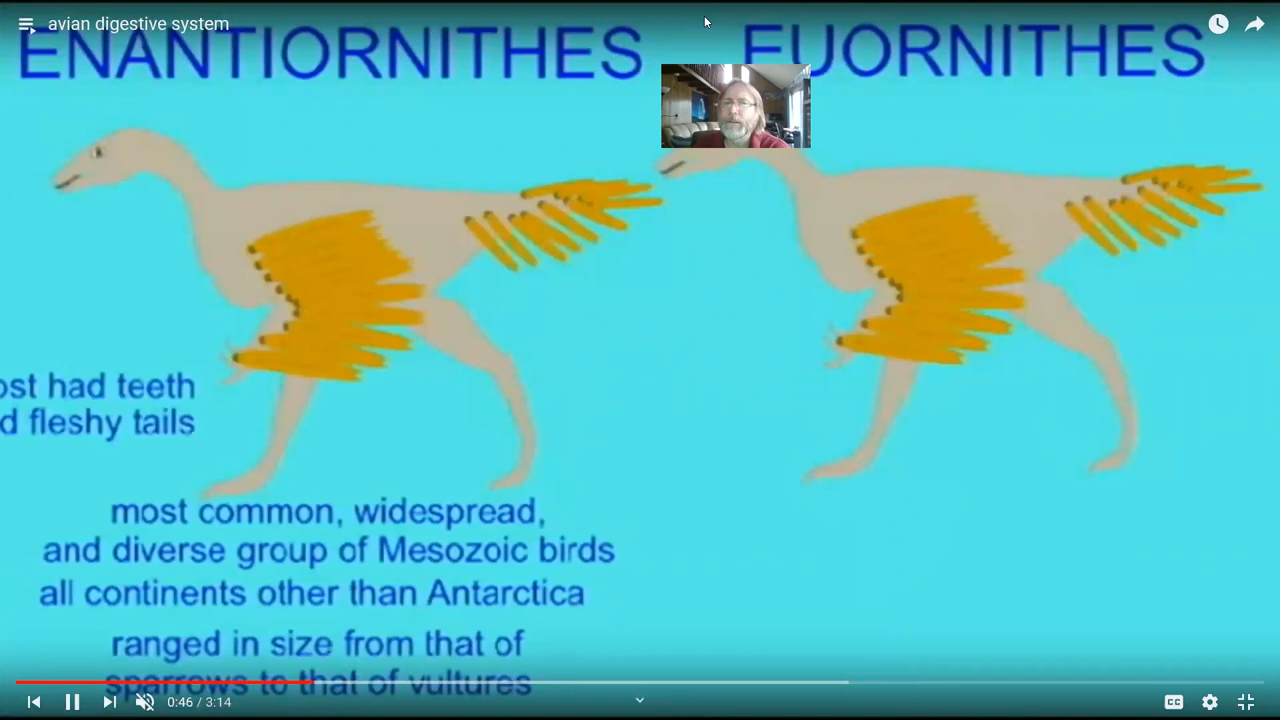 avian digestive system
ENANTIORNITHES
EUORNITHES
ost had teeth
d fleshy tails
most common, widespread,
and diverse group of Mesozoic birds
all continents other than Antarctica
ranged in size from that of
sparrows to that of vultures
0:46 / 3:14
CC